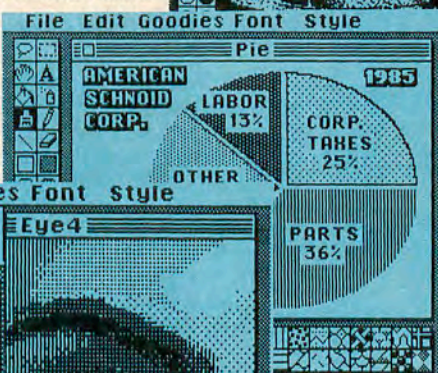 File Edit Goodies Font Style
Pie
AMERICAN
SCHNOID
CORP.
1985
LABOR
13%
CORP.
TAXES
25%
OTHER
PARTS
36%
es Font Style
Eye4
A